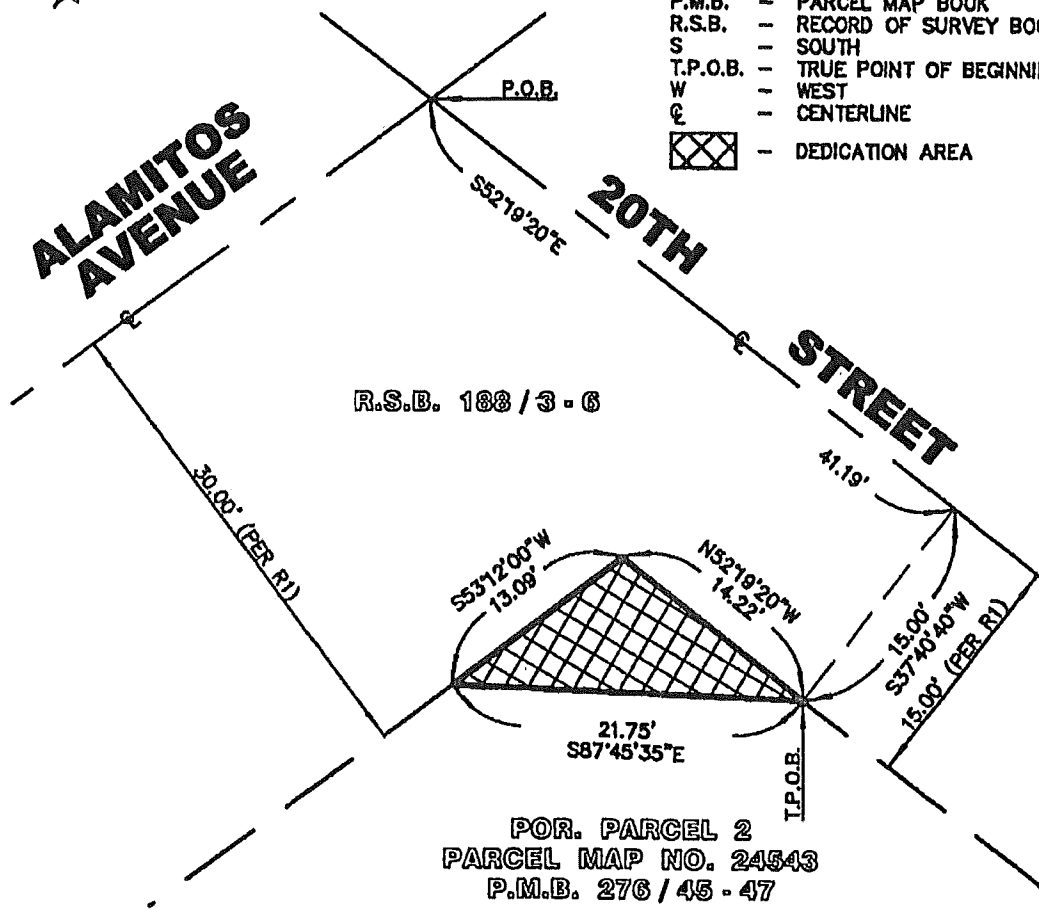 P.M.B. – PARCEL MAP BOOK
R.S.B. – RECORD OF SURVEY
S – SOUTH
T.P.O.B. – TRUE POINT OF
W – WEST
℄ – CENTERLINE
– DEDICATION AREA
P.O.B.
ALAMITOS
AVENUE
℄
S52°19'20"E
20TH
℄
STREET
R.S.B. 188 / 3 - 6
30.00' (PER R1)
41.19'
S53°12'00"W
13.09'
N52°19'20"W
14.22'
15.00'
S37°40'40"W
15.00' (PER R1)
21.75'
S87°45'35"E
T.P.O.B.
POR. PARCEL 2
PARCEL MAP NO. 24543
P.M.B. 276 / 45 - 47